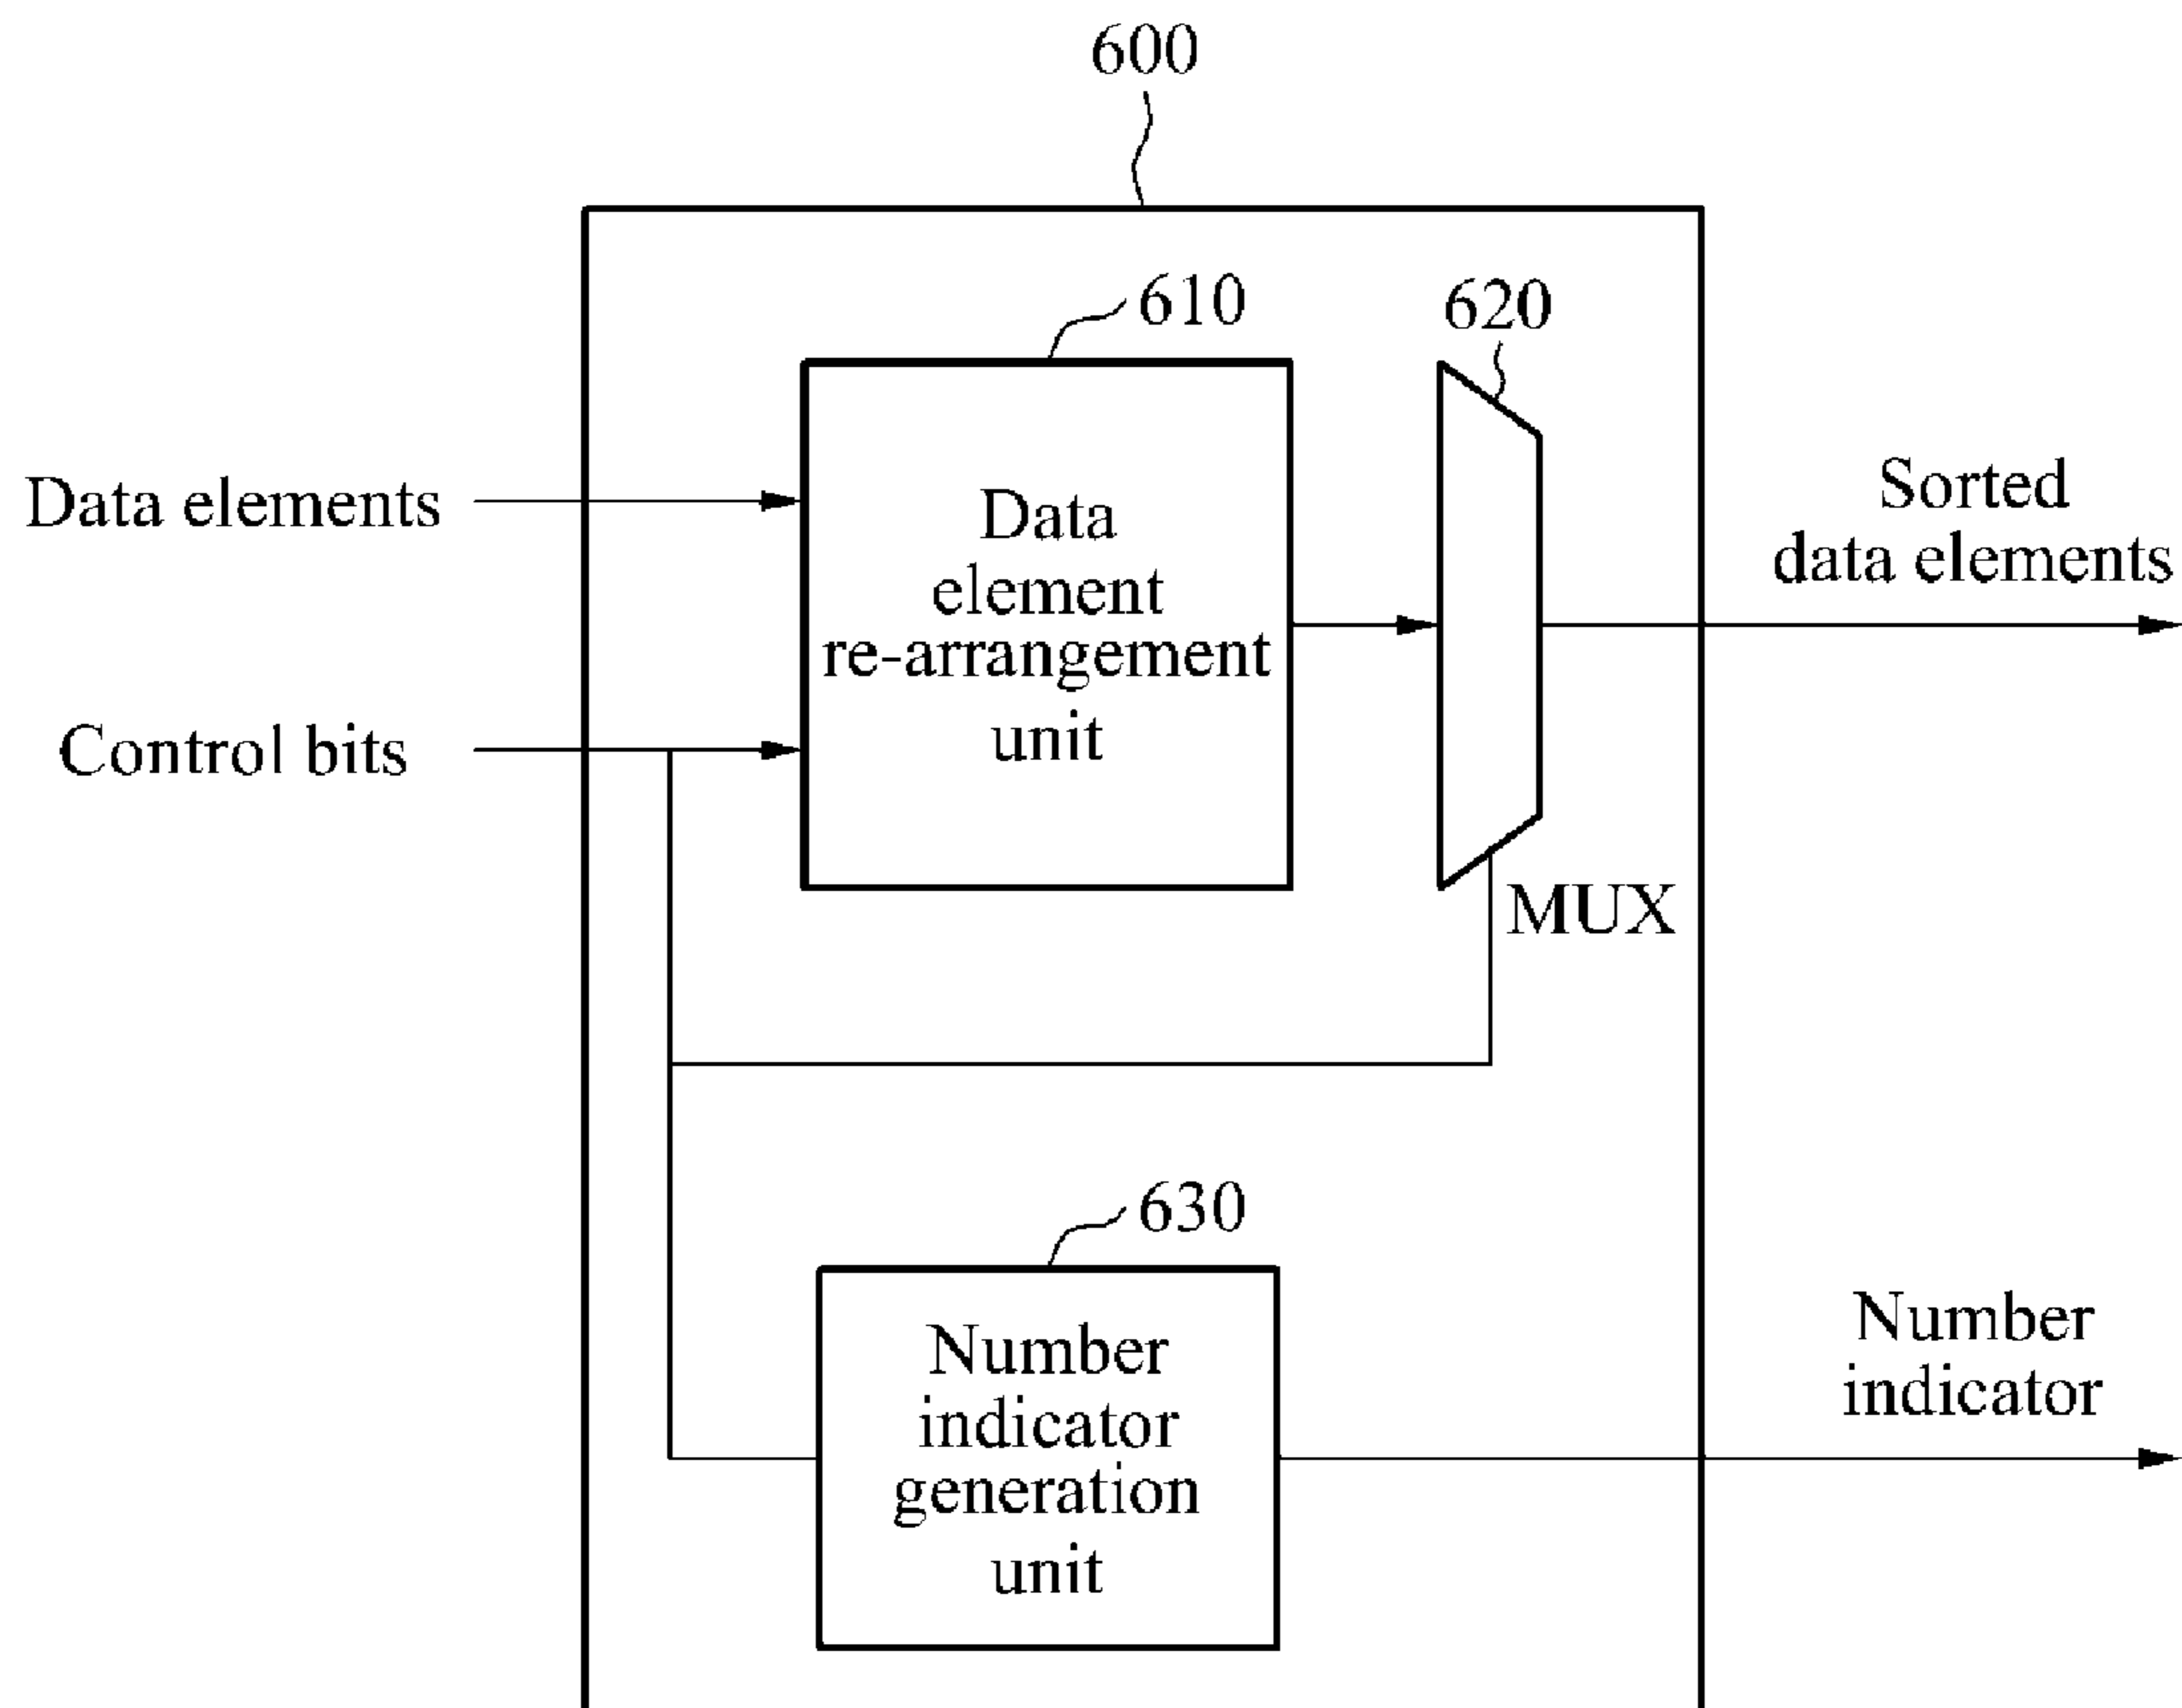 600
610
620
Data elements
Control bits
Data
element
re-arrangement
unit
Sorted
data elements
MUX
630
Number
indicator
generation
unit
Number
indicator